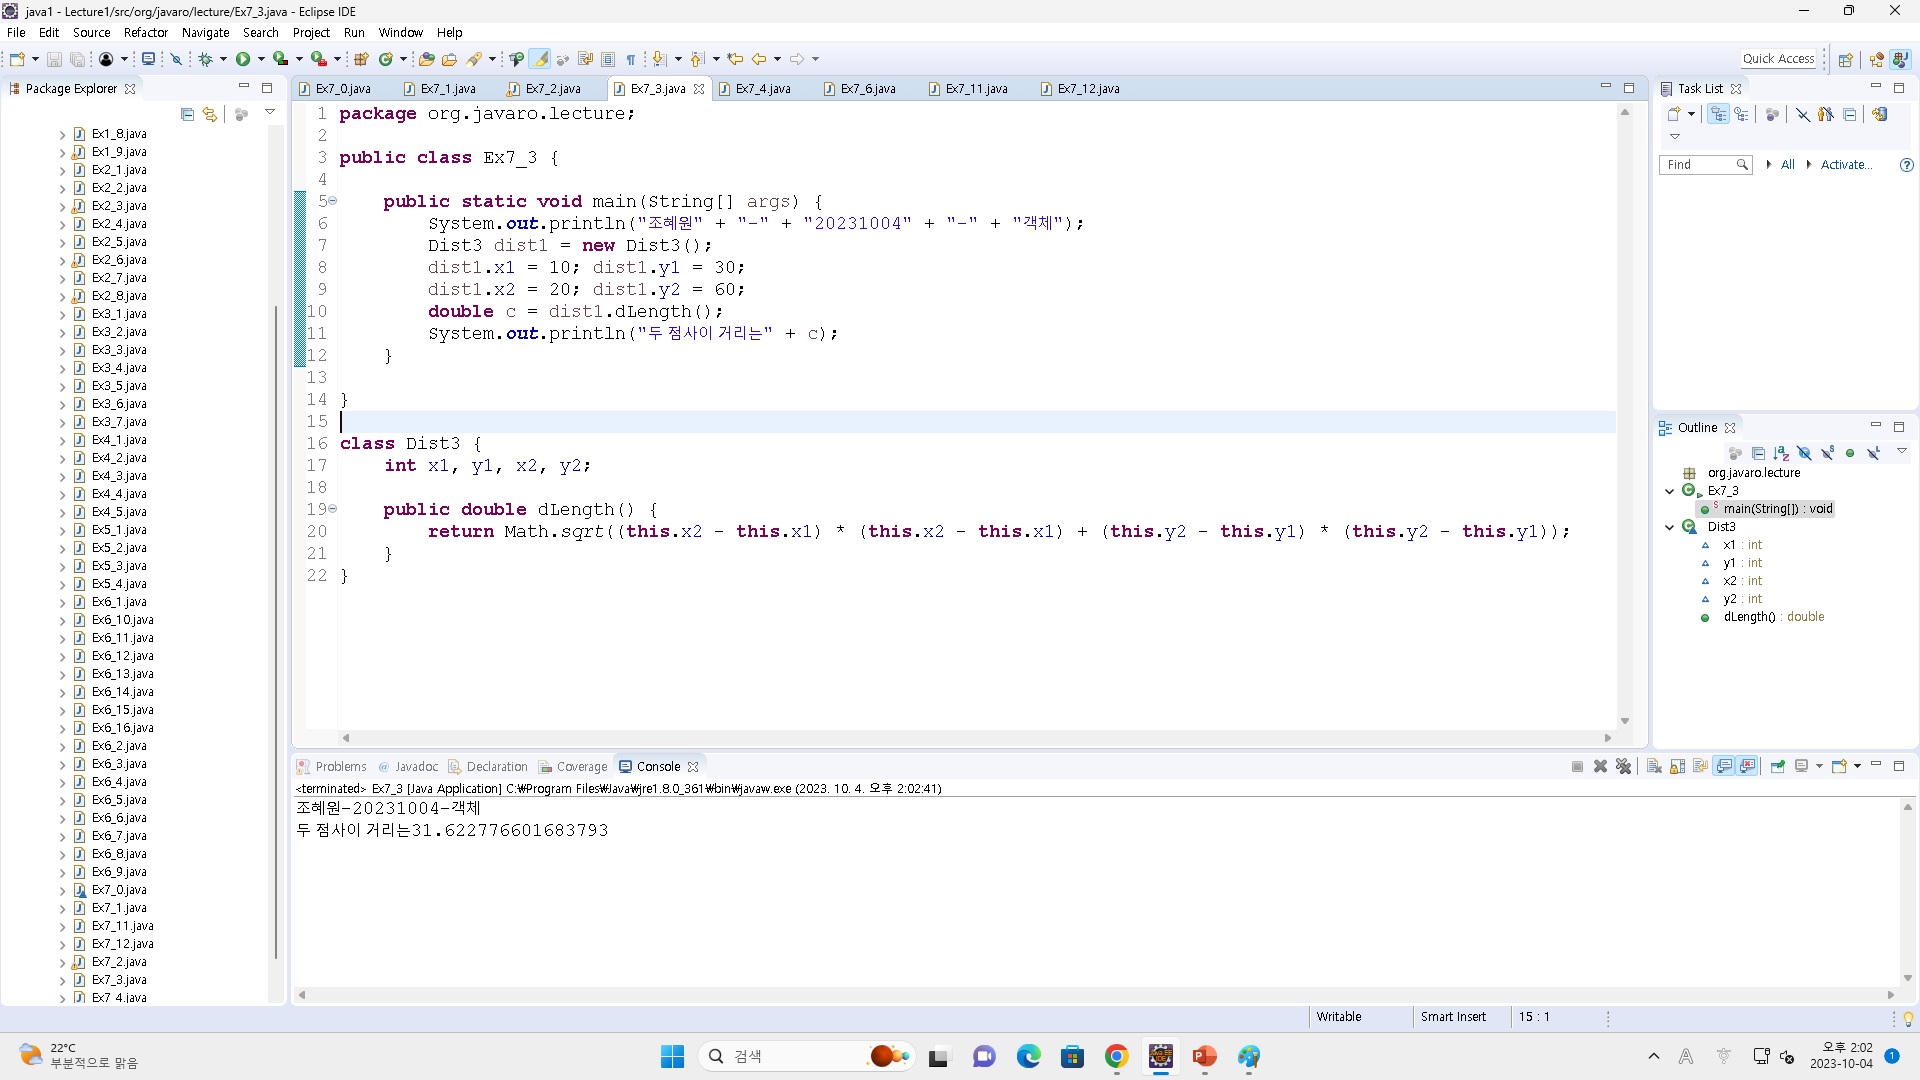 java1 - Lecture1/src/org/javaro/lecture/Ex7_3.java - Eclipse IDE
File Edit Source Refactor Navigate Search Project Run Window Help
Quick Access
Package Explorer
Ex1_8.java
Ex1_9.java
Ex2_1.java
Ex2_2.java
Ex2_3.java
Ex2_4.java
Ex2_5.java
Ex2_6.java
Ex2_7.java
Ex2_8.java
Ex3_1.java
Ex3_2.java
Ex3_3.java
Ex3_4.java
Ex3_5.java
Ex3_6.java
Ex3_7.java
Ex4_1.java
Ex4_2.java
Ex4_3.java
Ex4_4.java
Ex4_5.java
Ex5_1.java
Ex5_2.java
Ex5_3.java
Ex5_4.java
Ex6_1.java
Ex6_10.java
Ex6_11.java
Ex6_12.java
Ex6_13.java
Ex6_14.java
Ex6_15.java
Ex6_16.java
Ex6_2.java
Ex6_3.java
Ex6_4.java
Ex6_5.java
Ex6_6.java
Ex6_7.java
Ex6_8.java
Ex6_9.java
Ex7_0.java
Ex7_1.java
Ex7_11.java
Ex7_12.java
Ex7_2.java
Ex7_3.java
Ex7_4.java
Ex7_0.java Ex7_1.java Ex7_2.java Ex7_3.java Ex7_4.java Ex7_6.java Ex7_11.java Ex7_12.java
1 package org.javaro.lecture;
2
3 public class Ex7_3 {
4
5 public static void main(String[] args) {
6 System.out.println("조혜원" + "-" + "20231004" + "-" + "객체");
7 Dist3 dist1 = new Dist3();
8 dist1.x1 = 10; dist1.y1 = 30;
9 dist1.x2 = 20; dist1.y2 = 60;
10 double c = dist1.dLength();
11 System.out.println("두 점사이 거리는" + c);
12 }
13
14 }
15
16 class Dist3 {
17 int x1, y1, x2, y2;
18
19 public double dLength() {
20 return Math.sqrt((this.x2 - this.x1) * (this.x2 - this.x1) + (this.y2 - this.y1) * (this.y2 - this.y1));
21 }
22 }
Problems @ Javadoc Declaration Coverage Console
<terminated> Ex7_3 [Java Application] C:₩Program Files₩Java₩jre1.8.0_361₩bin₩javaw.exe (2023. 10. 4. 오후 2:02:41)
조혜원-20231004-객체
두 점사이 거리는31.622776601683793
Task List
Find All Activate...
Outline
org.javaro.lecture
Ex7_3
main(String[]) : void
Dist3
x1 : int
y1 : int
x2 : int
y2 : int
dLength() : double
Writable Smart Insert 15 : 1
22°C
부분적으로 맑음
검색
오후 2:02
2023-10-04
1